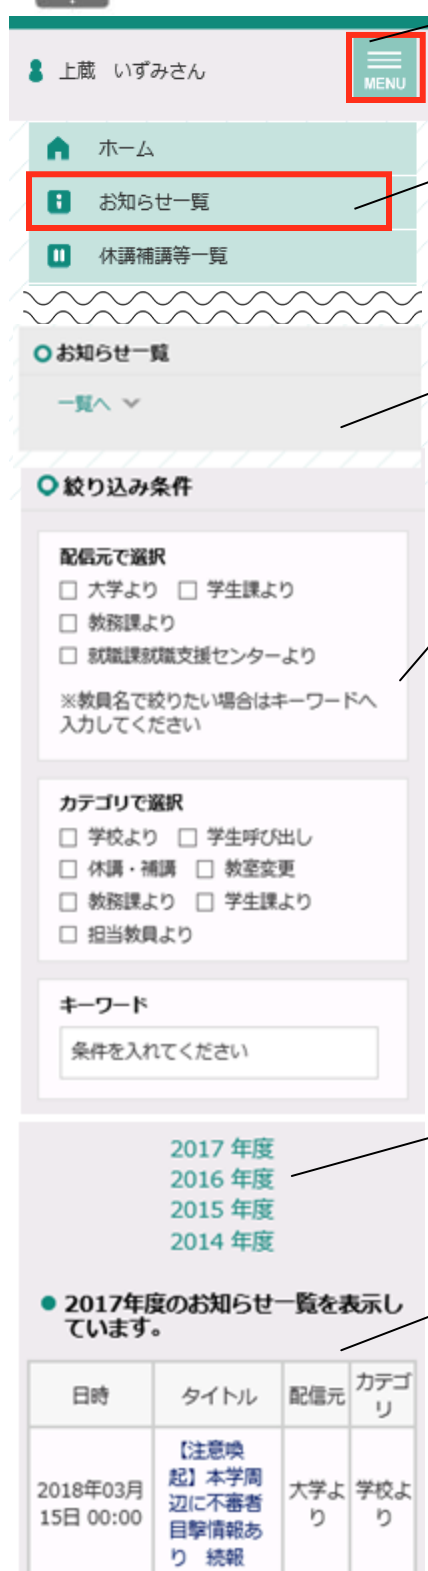 上蔵　いずみさん
MENU
ホーム
お知らせ一覧
休講補講等一覧
お知らせ一覧
一覧へ
絞り込み条件
配信元で選択
□ 大学より □ 学生課より
□ 教務課より
□ 就職課就職支援センターより
※教員名で絞りたい場合はキーワードへ
入力してください
カテゴリで選択
□ 学校より □ 学生呼び出し
□ 休講・補講 □ 教室変更
□ 教務課より □ 学生課より
□ 担当教員より
キーワード
条件を入れてください
2017 年度
2016 年度
2015 年度
2014 年度
● 2017年度のお知らせ一覧を表示し
ています。
日時 タイトル 配信元 カテゴ
リ
2018年03月
15日 00:00
【注意喚
起】本学周
辺に不審者
目撃情報あ
り　続報
大学よ
り
学校よ
り